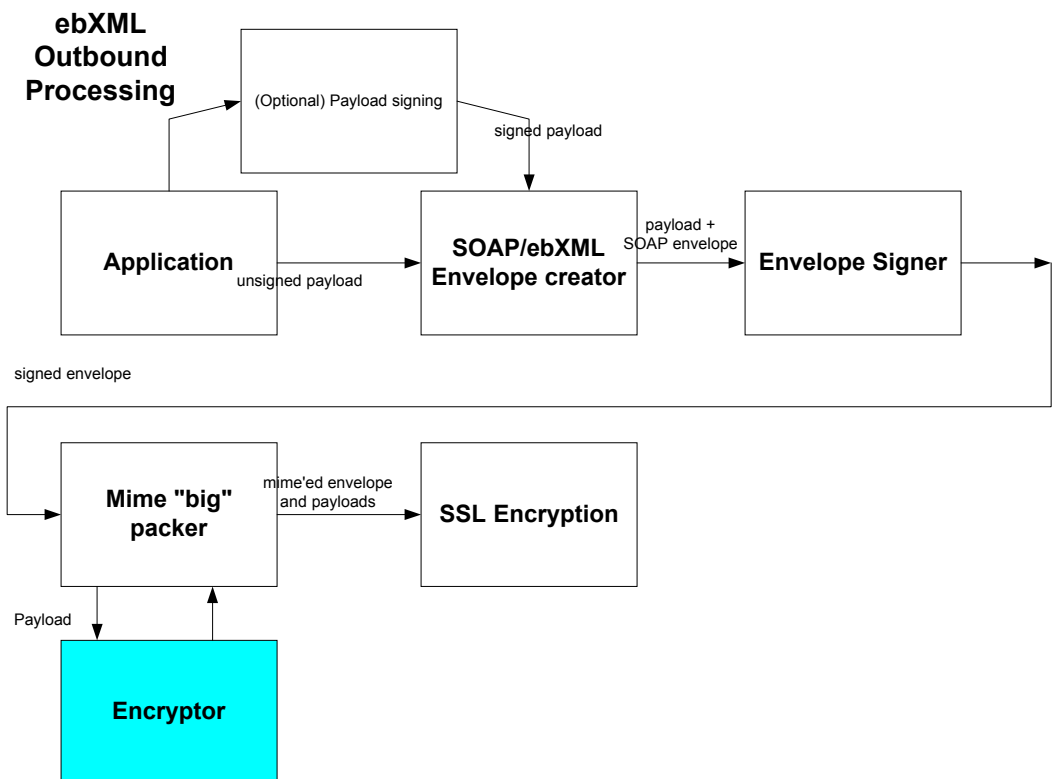 ebXML
Outbound
Processing
(Optional) Payload signing
signed payload
Application
unsigned payload
SOAP/ebXML
Envelope creator
payload +
SOAP envelope
Envelope Signer
signed envelope
Mime "big"
packer
mime'ed envelope
and payloads
SSL Encryption
Payload
Encryptor